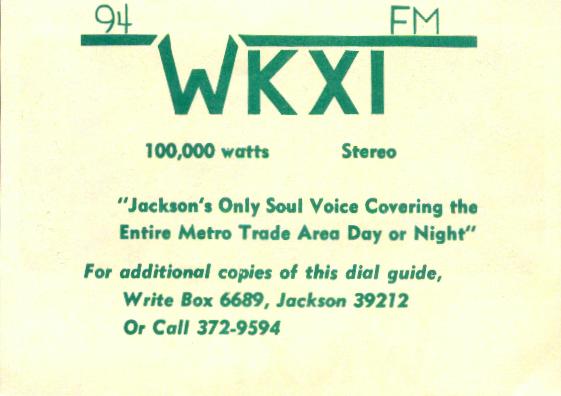 94 FM
WKXI
100,000 watts Stereo
"Jackson's Only Soul Voice Covering the
Entire Metro Trade Area Day or Night"
For additional copies of this dial guide,
Write Box 6689, Jackson 39212
Or Call 372-9594